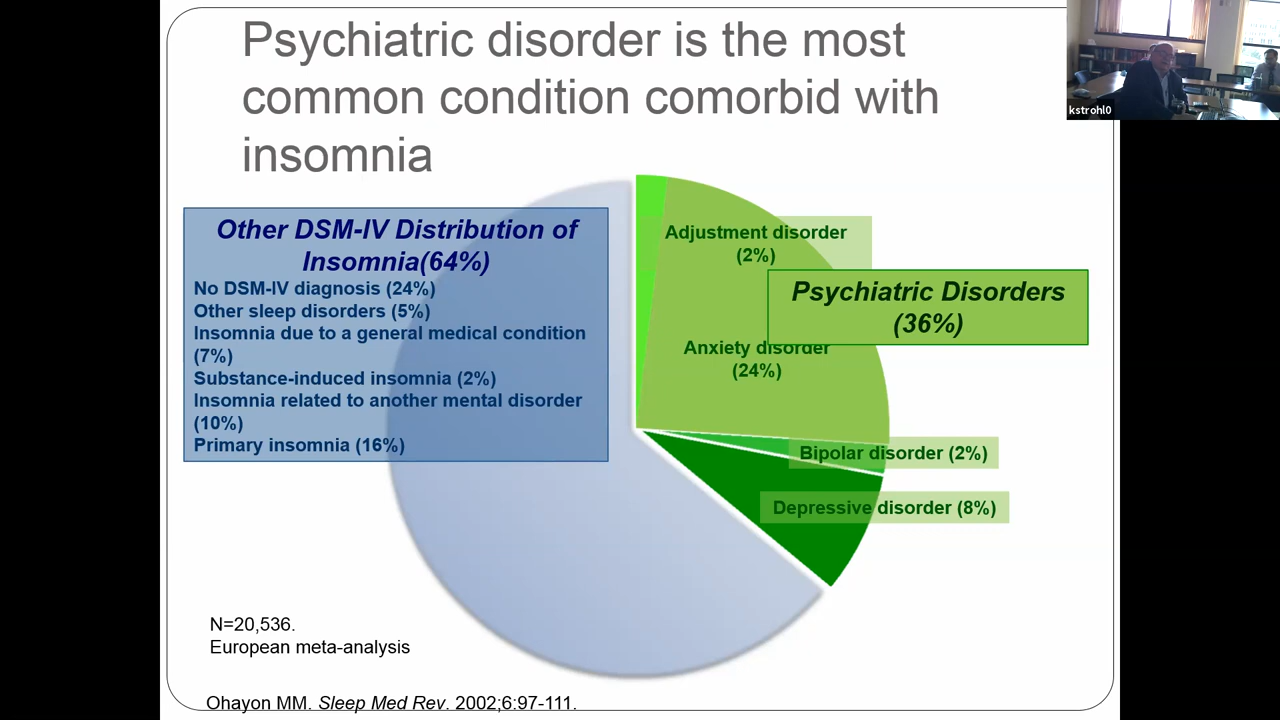 Psychiatric disorder is the most
common condition comorbid with
insomnia
kstrohl0
Other DSM-IV Distribution of
Insomnia(64%)
No DSM-IV diagnosis (24%)
Other sleep disorders (5%)
Insomnia due to a general medical condition
(7%)
Substance-induced insomnia (2%)
Insomnia related to another mental disorder
(10%)
Primary insomnia (16%)
Adjustment disorder
(2%)
Psychiatric Disorders
(36%)
Anxiety disorder
(24%)
Bipolar disorder (2%)
Depressive disorder (8%)
N=20,536.
European meta-analysis
Ohayon MM. Sleep Med Rev. 2002;6:97-111.